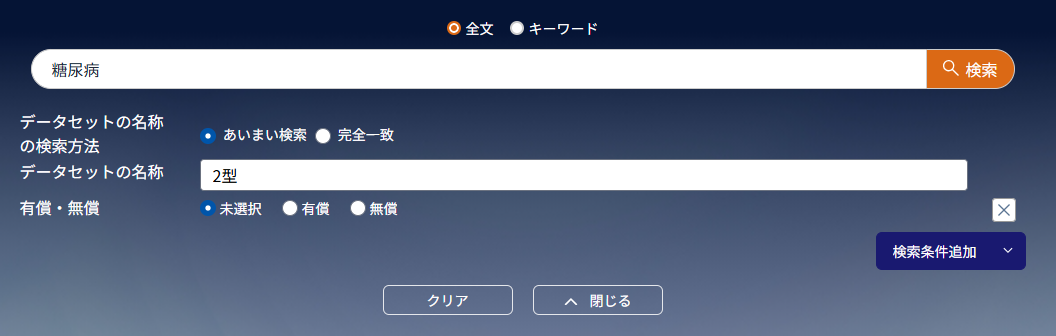 全文 キーワード
糖尿病 検索
データセットの名称
の検索方法
あいまい検索 完全一致
データセットの名称 2型
有償・無償 未選択 有償 無償
検索条件追加
クリア 閉じる